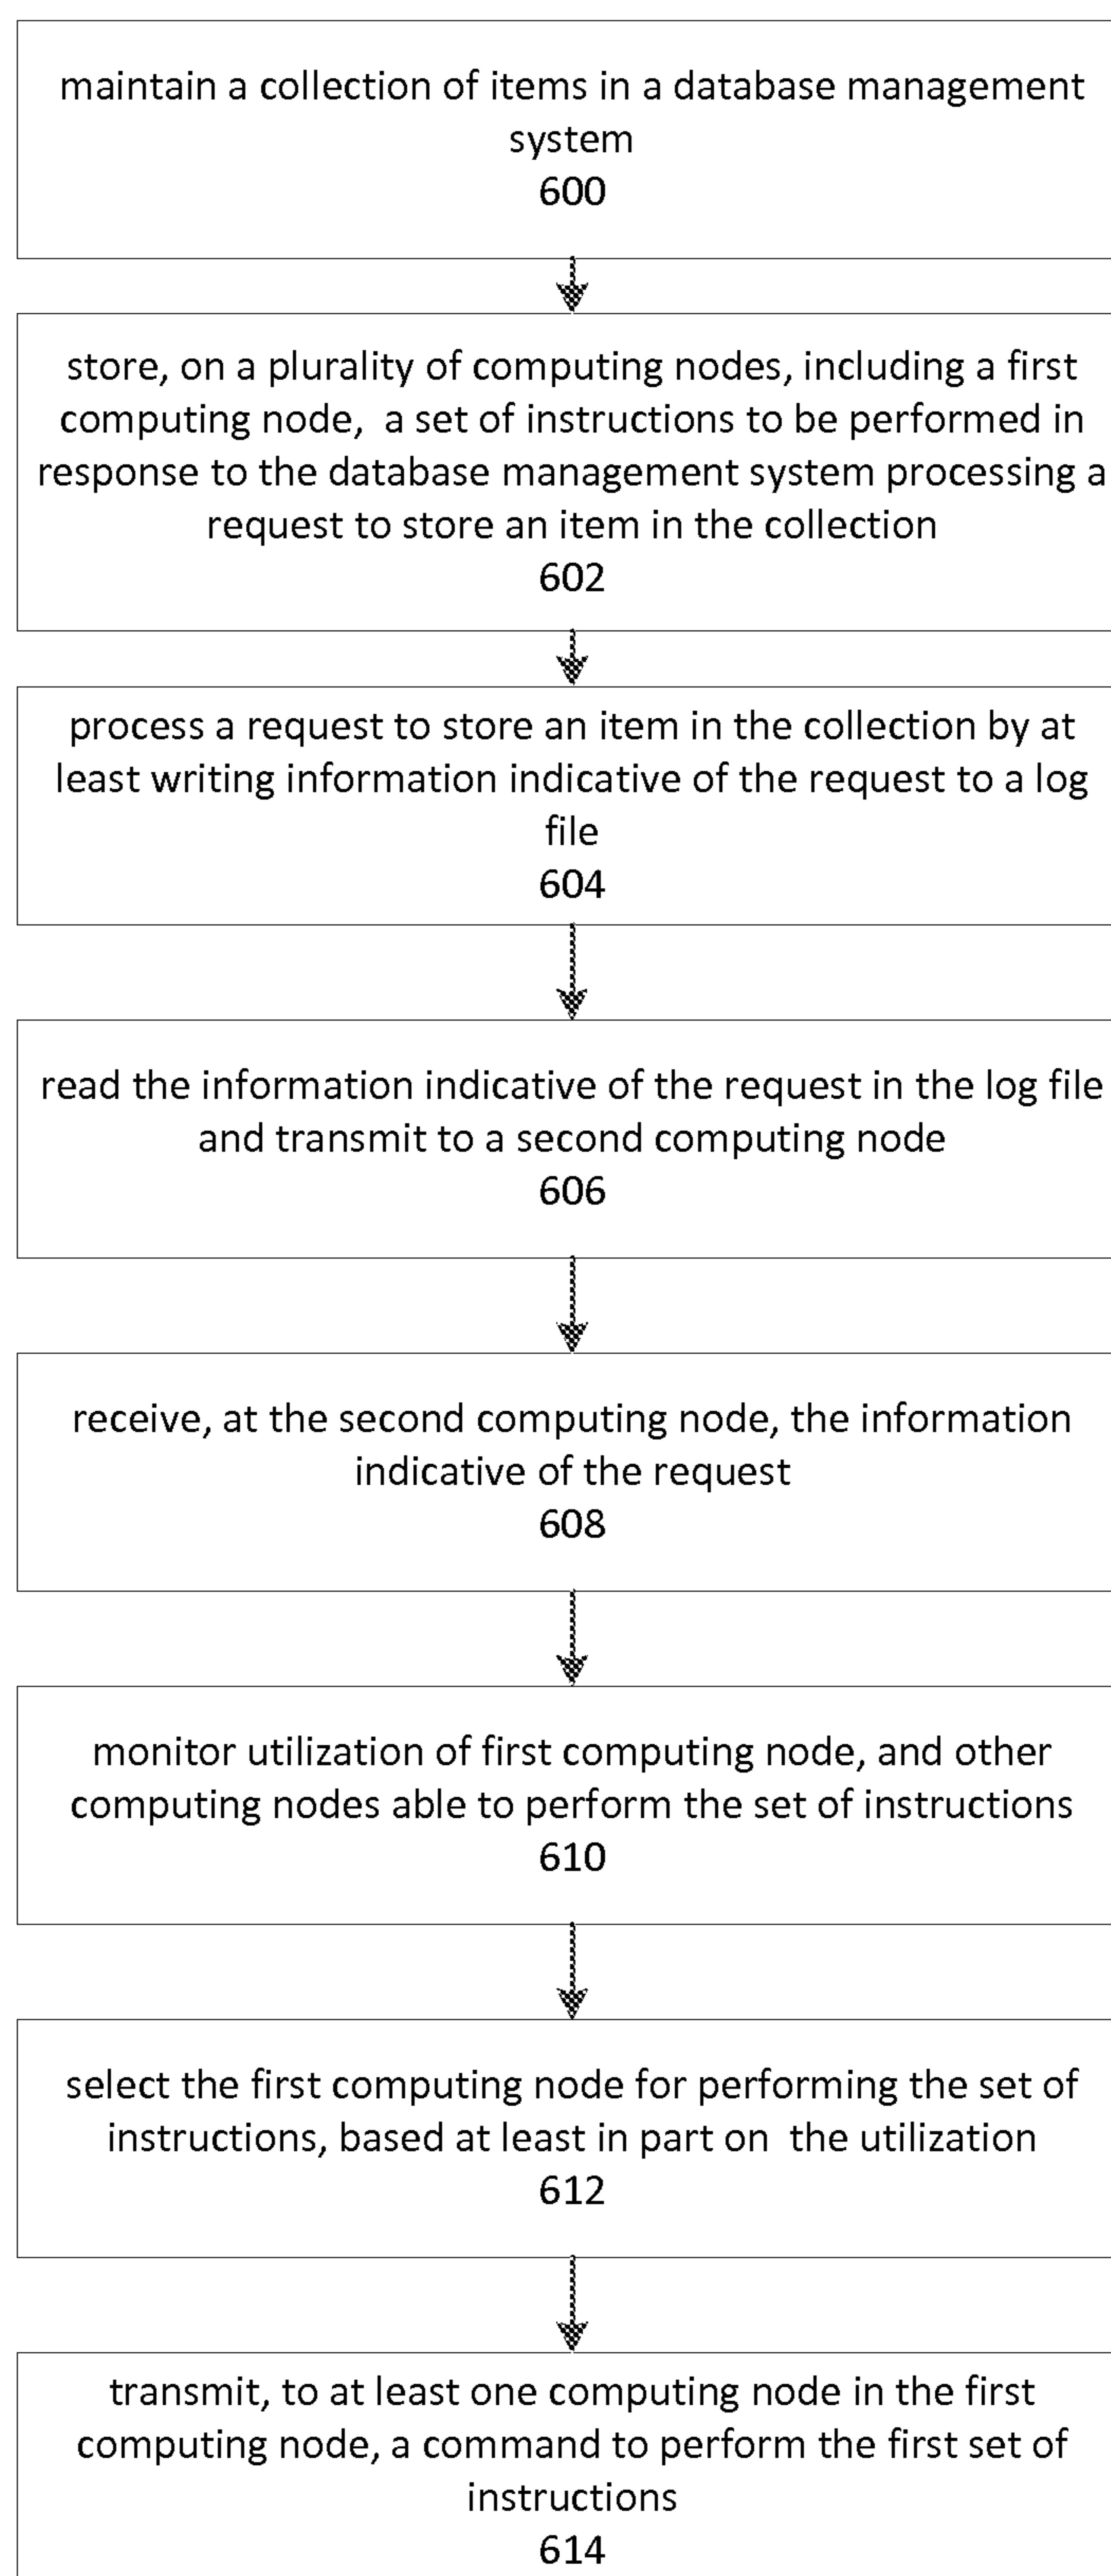 maintain a collection of items in a database management
system
600
store, on a plurality of computing nodes, including a first
computing node,  a set of instructions to be performed in
response to the database management system processing a
request to store an item in the collection
602
process a request to store an item in the collection by at
least writing information indicative of the request to a log
file
604
read the information indicative of the request in the log file
and transmit to a second computing node
606
receive, at the second computing node, the information
indicative of the request
608
monitor utilization of first computing node, and other
computing nodes able to perform the set of instructions
610
select the first computing node for performing the set of
instructions, based at least in part on  the utilization
612
transmit, to at least one computing node in the first
computing node, a command to perform the first set of
instructions
614